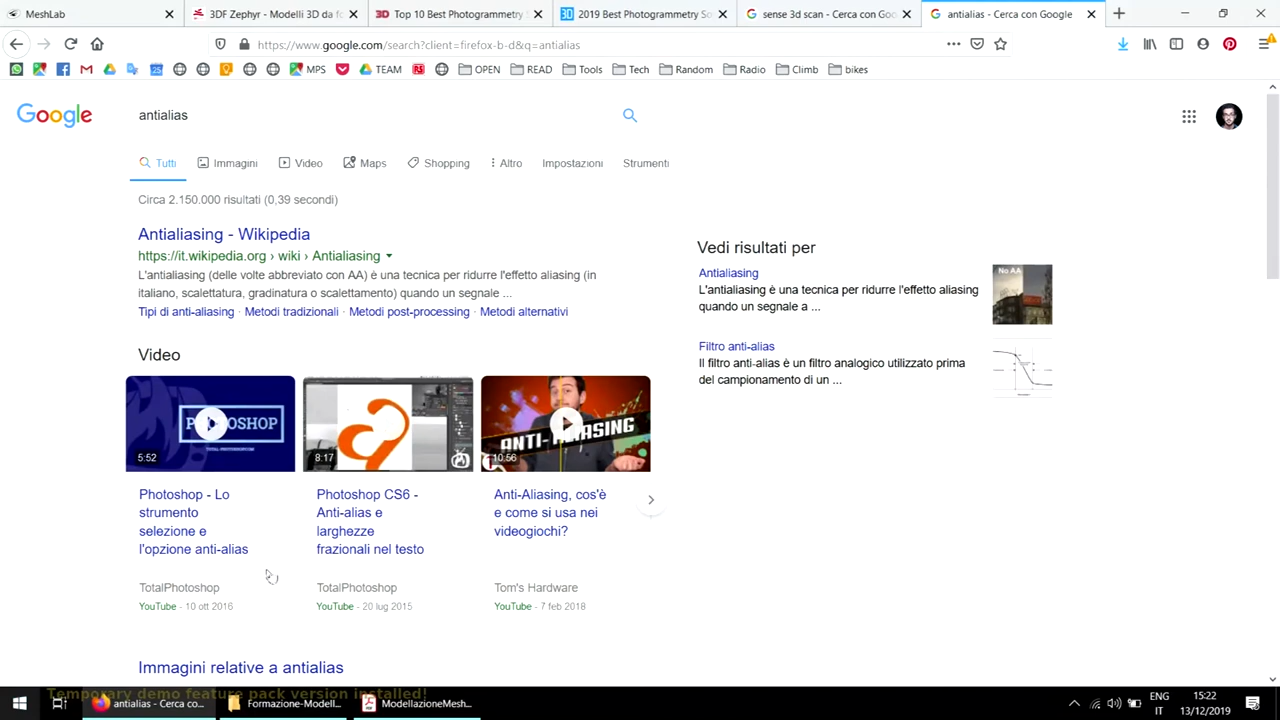 MeshLab
3DF Zephyr - Modelli 3D da fo
Top 10 Best Photogrammetry S
2019 Best Photogrammetry So
sense 3d scan - Cerca con Goo
antialias - Cerca con Google
https://www.google.com/search?client=firefox-b-d&q=antialias
MPS
TEAM
OPEN
READ
Tools
Tech
Random
Radio
Climb
bikes
Google
antialias
Tutti
Immagini
Video
Maps
Shopping
Altro
Impostazioni
Strumenti
Circa 2.150.000 risultati (0,39 secondi)
Antialiasing - Wikipedia
https://it.wikipedia.org › wiki › Antialiasing
L'antialiasing (delle volte abbreviato con AA) è una tecnica per ridurre l'effetto aliasing (in
italiano, scalettatura, gradinatura o scalettamento) quando un segnale ...
Tipi di anti-aliasing · Metodi tradizionali · Metodi post-processing · Metodi alternativi
Vedi risultati per
Antialiasing
L'antialiasing è una tecnica per ridurre l'effetto aliasing
quando un segnale a ...
No AA
Filtro anti-alias
Il filtro anti-alias è un filtro analogico utilizzato prima
del campionamento di un ...
Video
5:52
8:17
ANTI-ALIASING
10:56
Photoshop - Lo
strumento
selezione e
l'opzione anti-alias
TotalPhotoshop
YouTube - 10 ott 2016
Photoshop CS6 -
Anti-alias e
larghezze
frazionali nel testo
TotalPhotoshop
YouTube - 20 lug 2015
Anti-Aliasing, cos'è
e come si usa nei
videogiochi?
Tom's Hardware
YouTube - 7 feb 2018
Immagini relative a antialias
Temporary demo feature pack version installed!
antialias - Cerca co...
Formazione-Modell...
ModellazioneMesh...
ENG
IT
15:22
13/12/2019